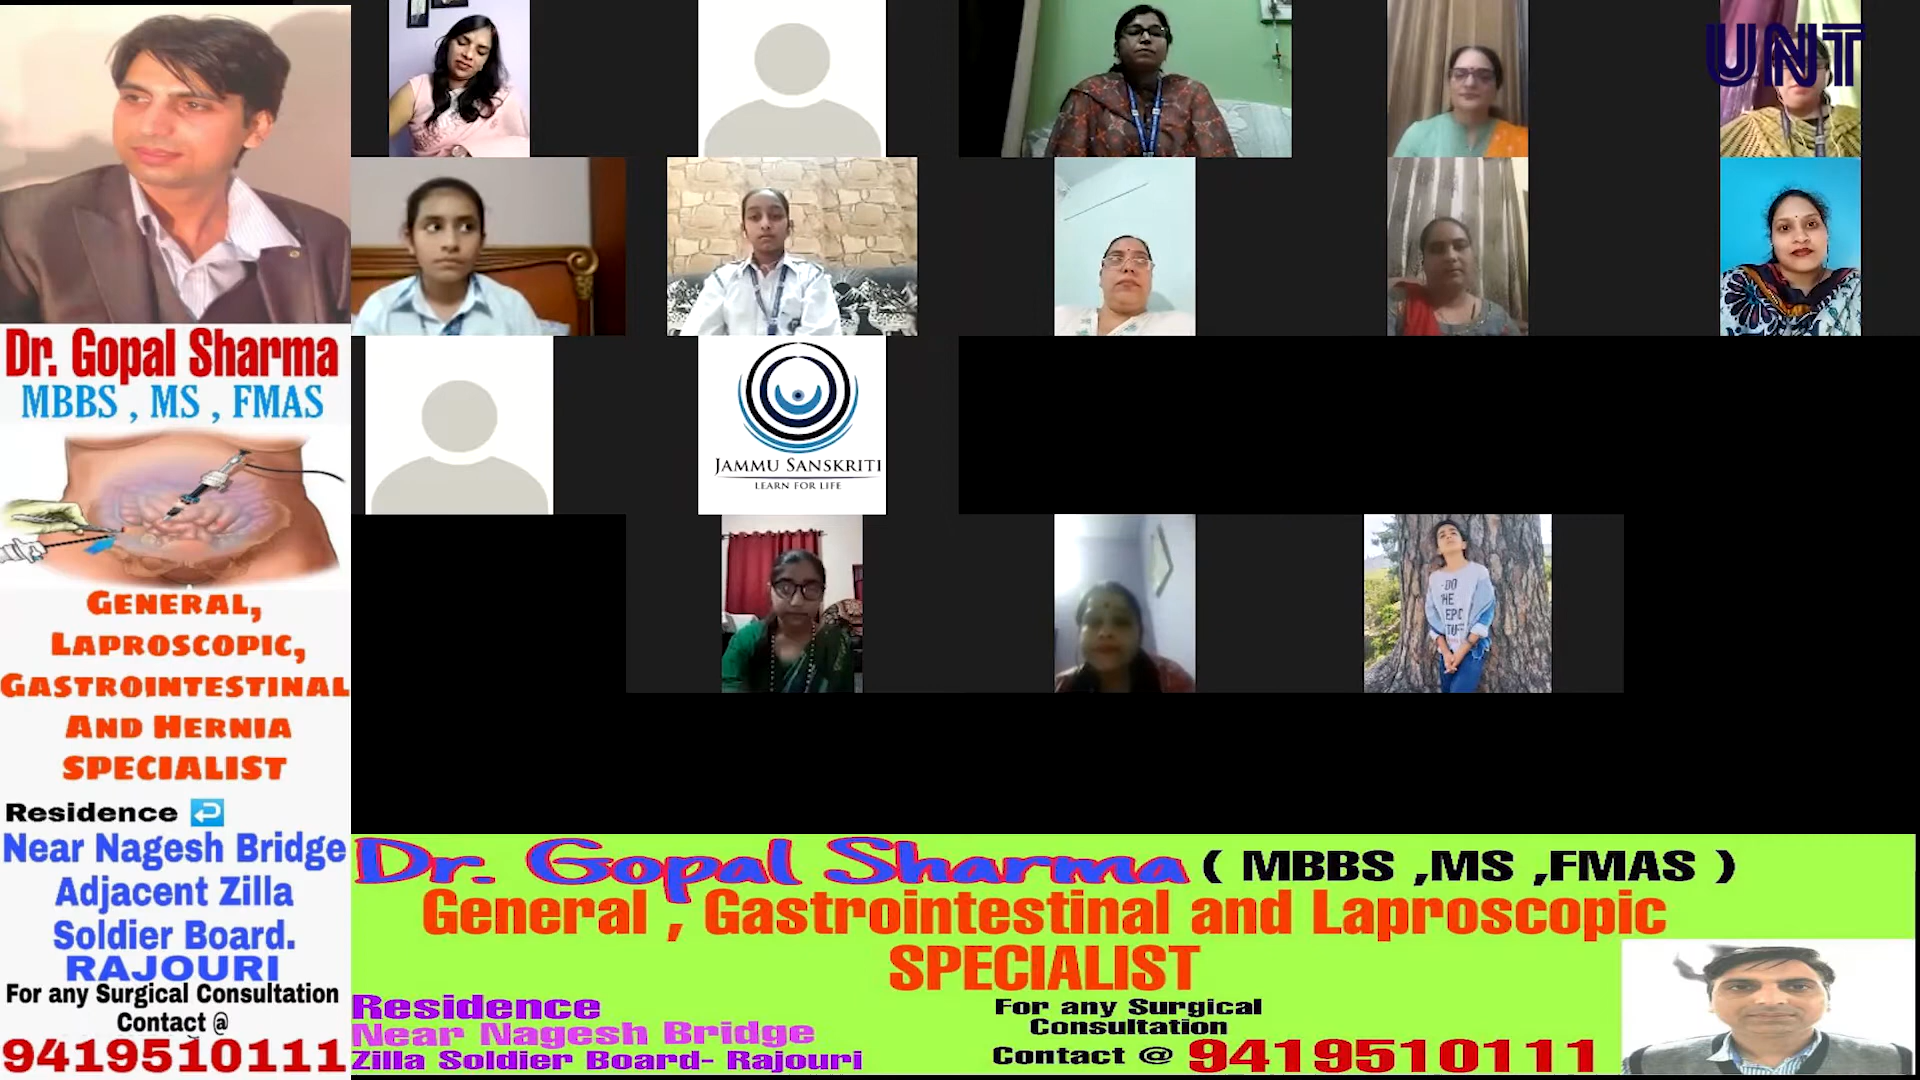 UNT
Dr. Gopal Sharma
MBBS , MS , FMAS
GENERAL,
LAPROSCOPIC,
GASTROINTESTINAL
AND HERNIA
SPECIALIST
Residence
Near Nagesh Bridge
Adjacent Zilla
Soldier Board.
RAJOURI
For any Surgical Consultation
Contact @
9419510111
JAMMU SANSKRITI
LEARN FOR LIFE
DO
THE
EPIC
Dr. Gopal Sharma ( MBBS ,MS ,FMAS )
General , Gastrointestinal and Laproscopic
SPECIALIST
Residence
Near Nagesh Bridge
Zilla Soldier Board- Rajouri
For any Surgical
Consultation
Contact @ 9419510111